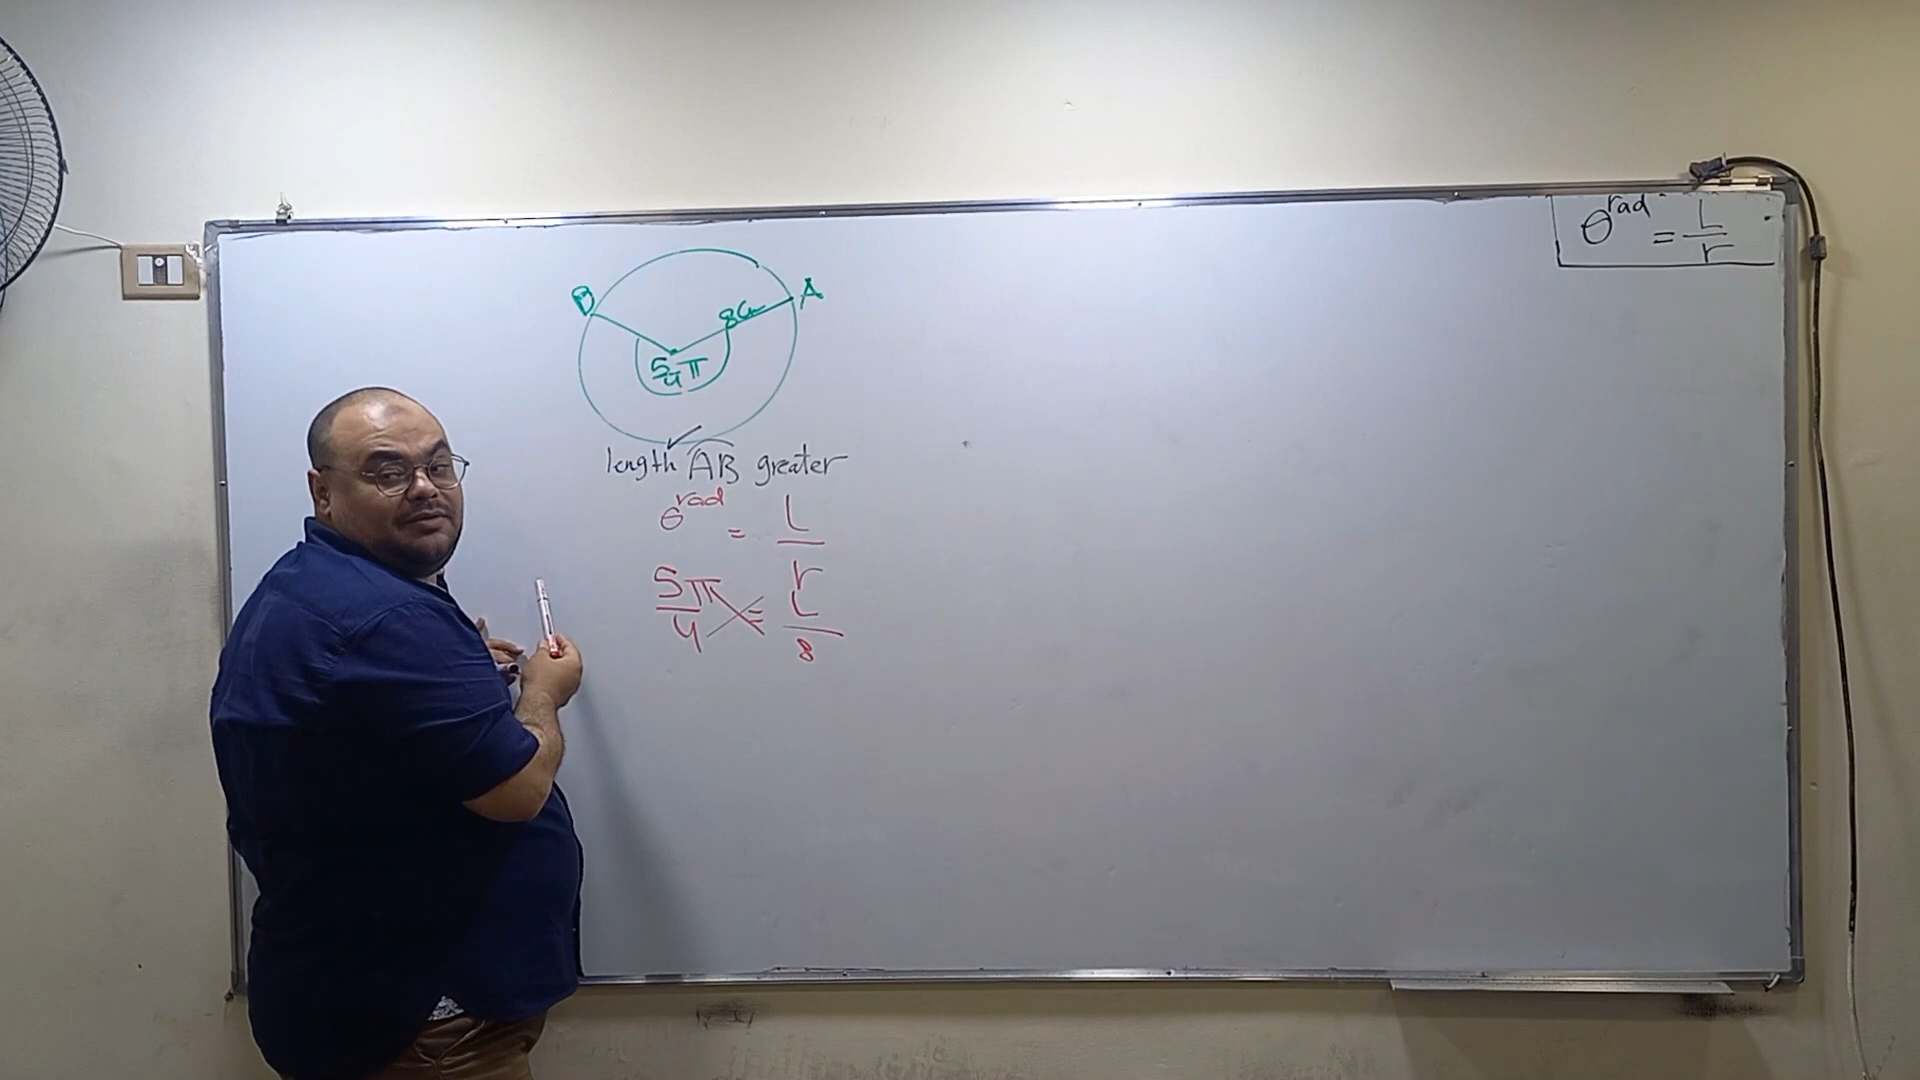 θ^rad = L/r
B
8cm A
5/4 π
length AB greater
θ^rad = L/r
5π/4 = L/8